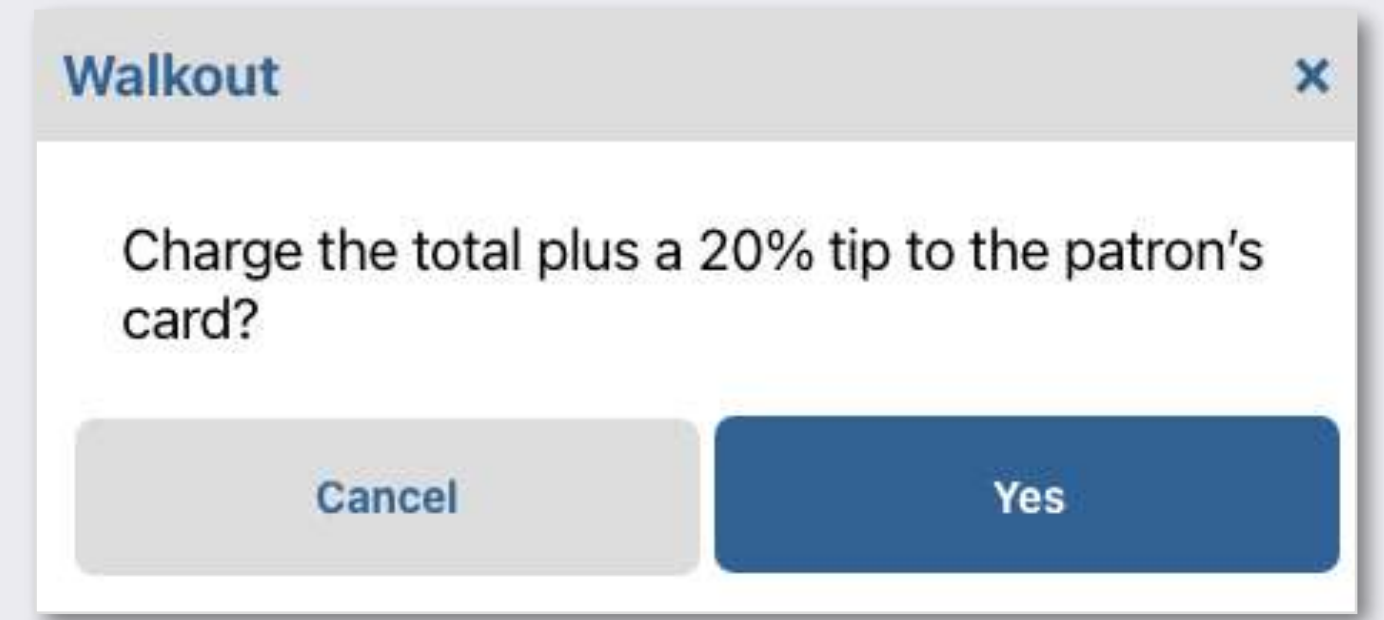 Walkout
Charge the total plus a 20% tip to the patron’s
card?
Cancel
Yes